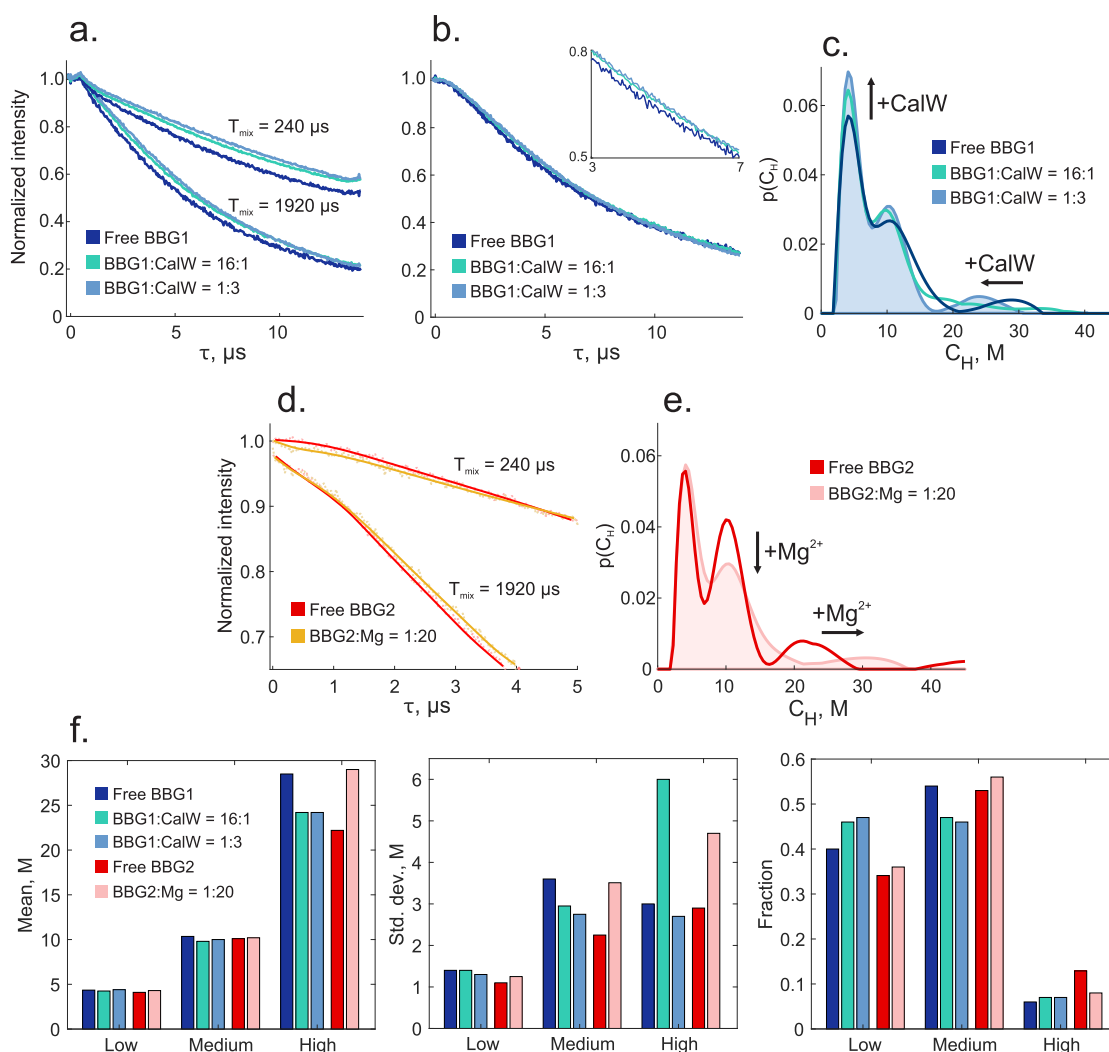 a.
Normalized intensity
1.0
0.8
0.6
0.4
0.2
0
0
5
10
τ, μs
T_mix = 240 μs
T_mix = 1920 μs
Free BBG1
BBG1:CalW = 16:1
BBG1:CalW = 1:3
b.
1.0
0.8
0.6
0.4
0.2
0
0
5
10
τ, μs
0.8
0.5
3
7
Free BBG1
BBG1:CalW = 16:1
BBG1:CalW = 1:3
c.
p(C_H)
0.06
0.04
0.02
0
0
10
20
30
40
C_H, M
+CalW
Free BBG1
BBG1:CalW = 16:1
BBG1:CalW = 1:3
+CalW
d.
Normalized intensity
1.0
0.9
0.8
0.7
0
1
2
3
4
5
τ, μs
T_mix = 240 μs
T_mix = 1920 μs
Free BBG2
BBG2:Mg = 1:20
e.
p(C_H)
0.06
0.04
0.02
0
0
10
20
30
40
C_H, M
Free BBG2
BBG2:Mg = 1:20
+Mg²⁺
+Mg²⁺
f.
Mean, M
30
25
20
15
10
5
0
Free BBG1
BBG1:CalW = 16:1
BBG1:CalW = 1:3
Free BBG2
BBG2:Mg = 1:20
Low
Medium
High
Std. dev., M
6
5
4
3
2
1
0
Low
Medium
High
Fraction
0.6
0.5
0.4
0.3
0.2
0.1
0
Low
Medium
High